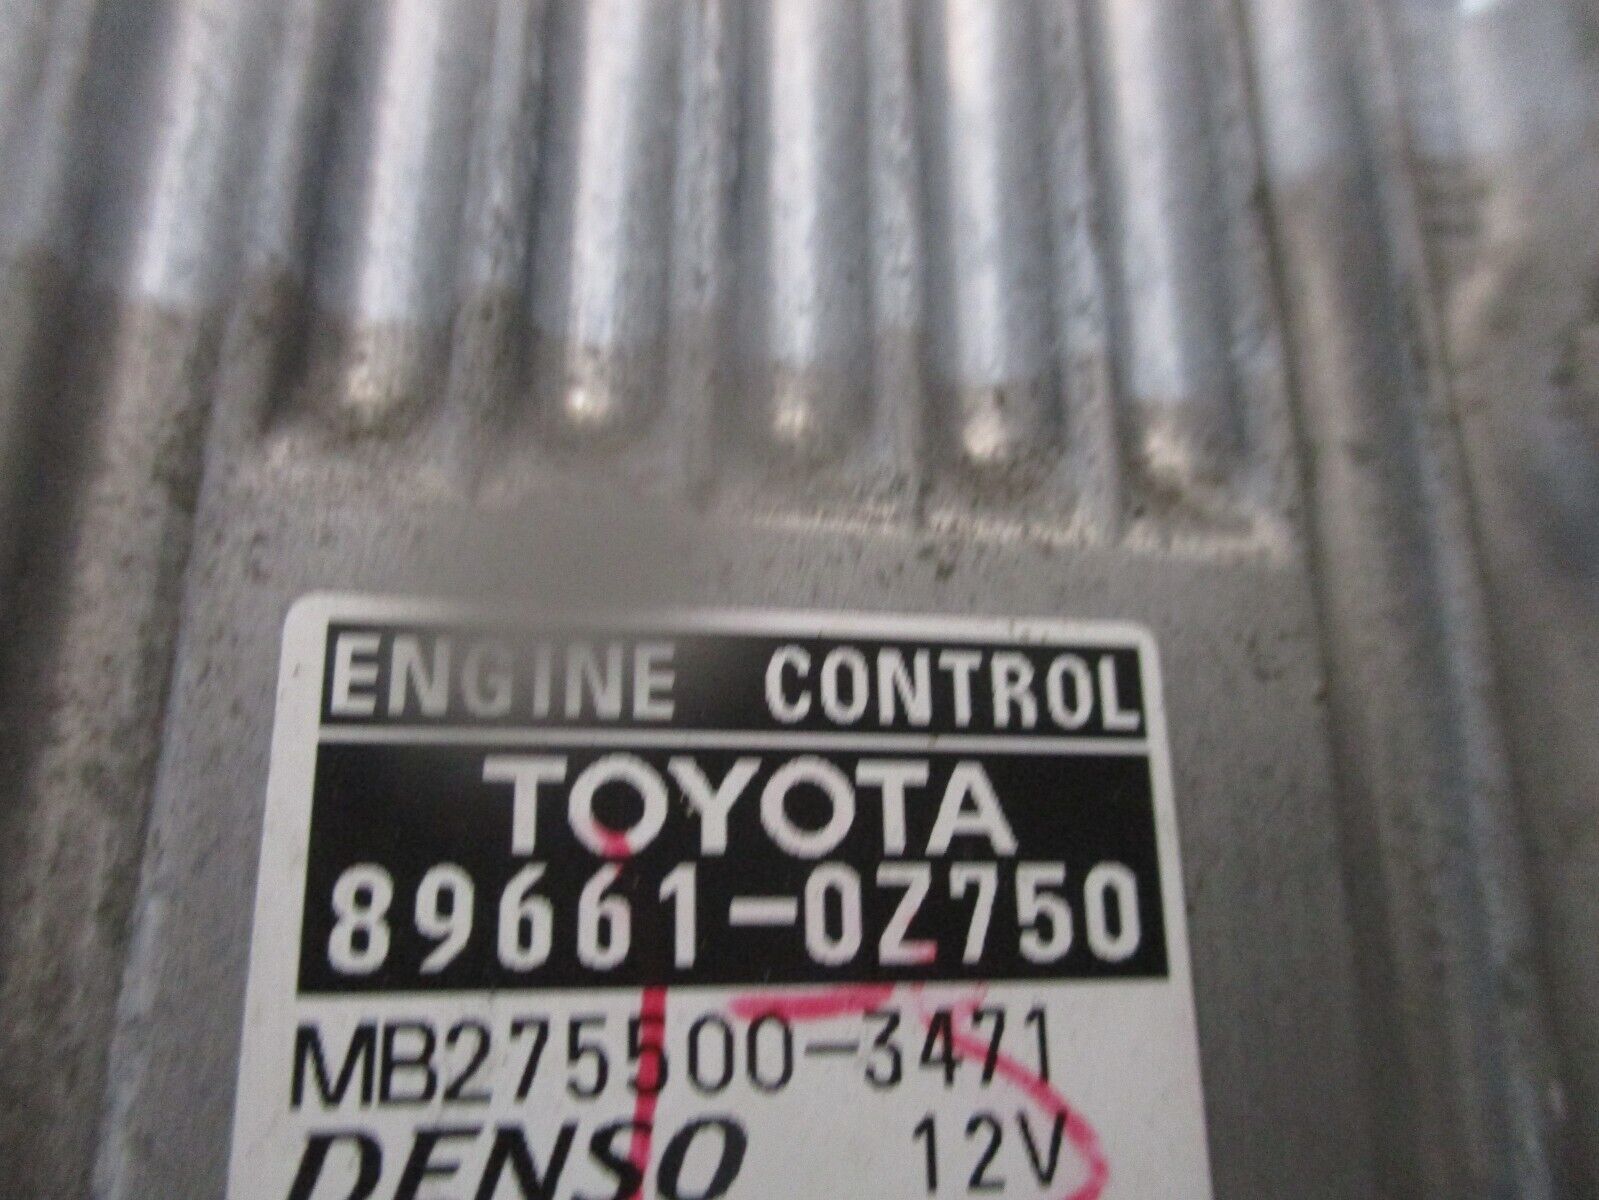 ENGINE CONTROL
TOYOTA
89661-0Z750
MB275500-3471
DENSO 12V